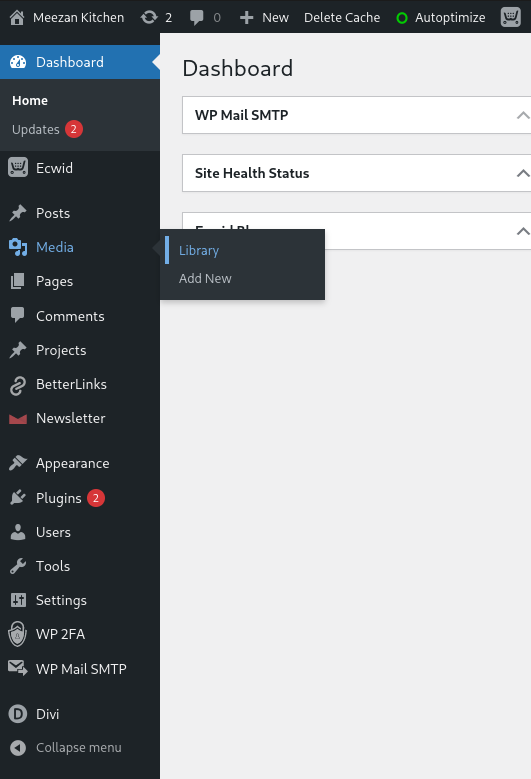 Meezan Kitchen 2 0 New Delete Cache Autoptimize
Dashboard
Home
Updates 2
Ecwid
Posts
Media
Library
Add New
Pages
Comments
Projects
BetterLinks
Newsletter
Appearance
Plugins 2
Users
Tools
Settings
WP 2FA
WP Mail SMTP
Divi
Collapse menu
Dashboard
WP Mail SMTP
Site Health Status